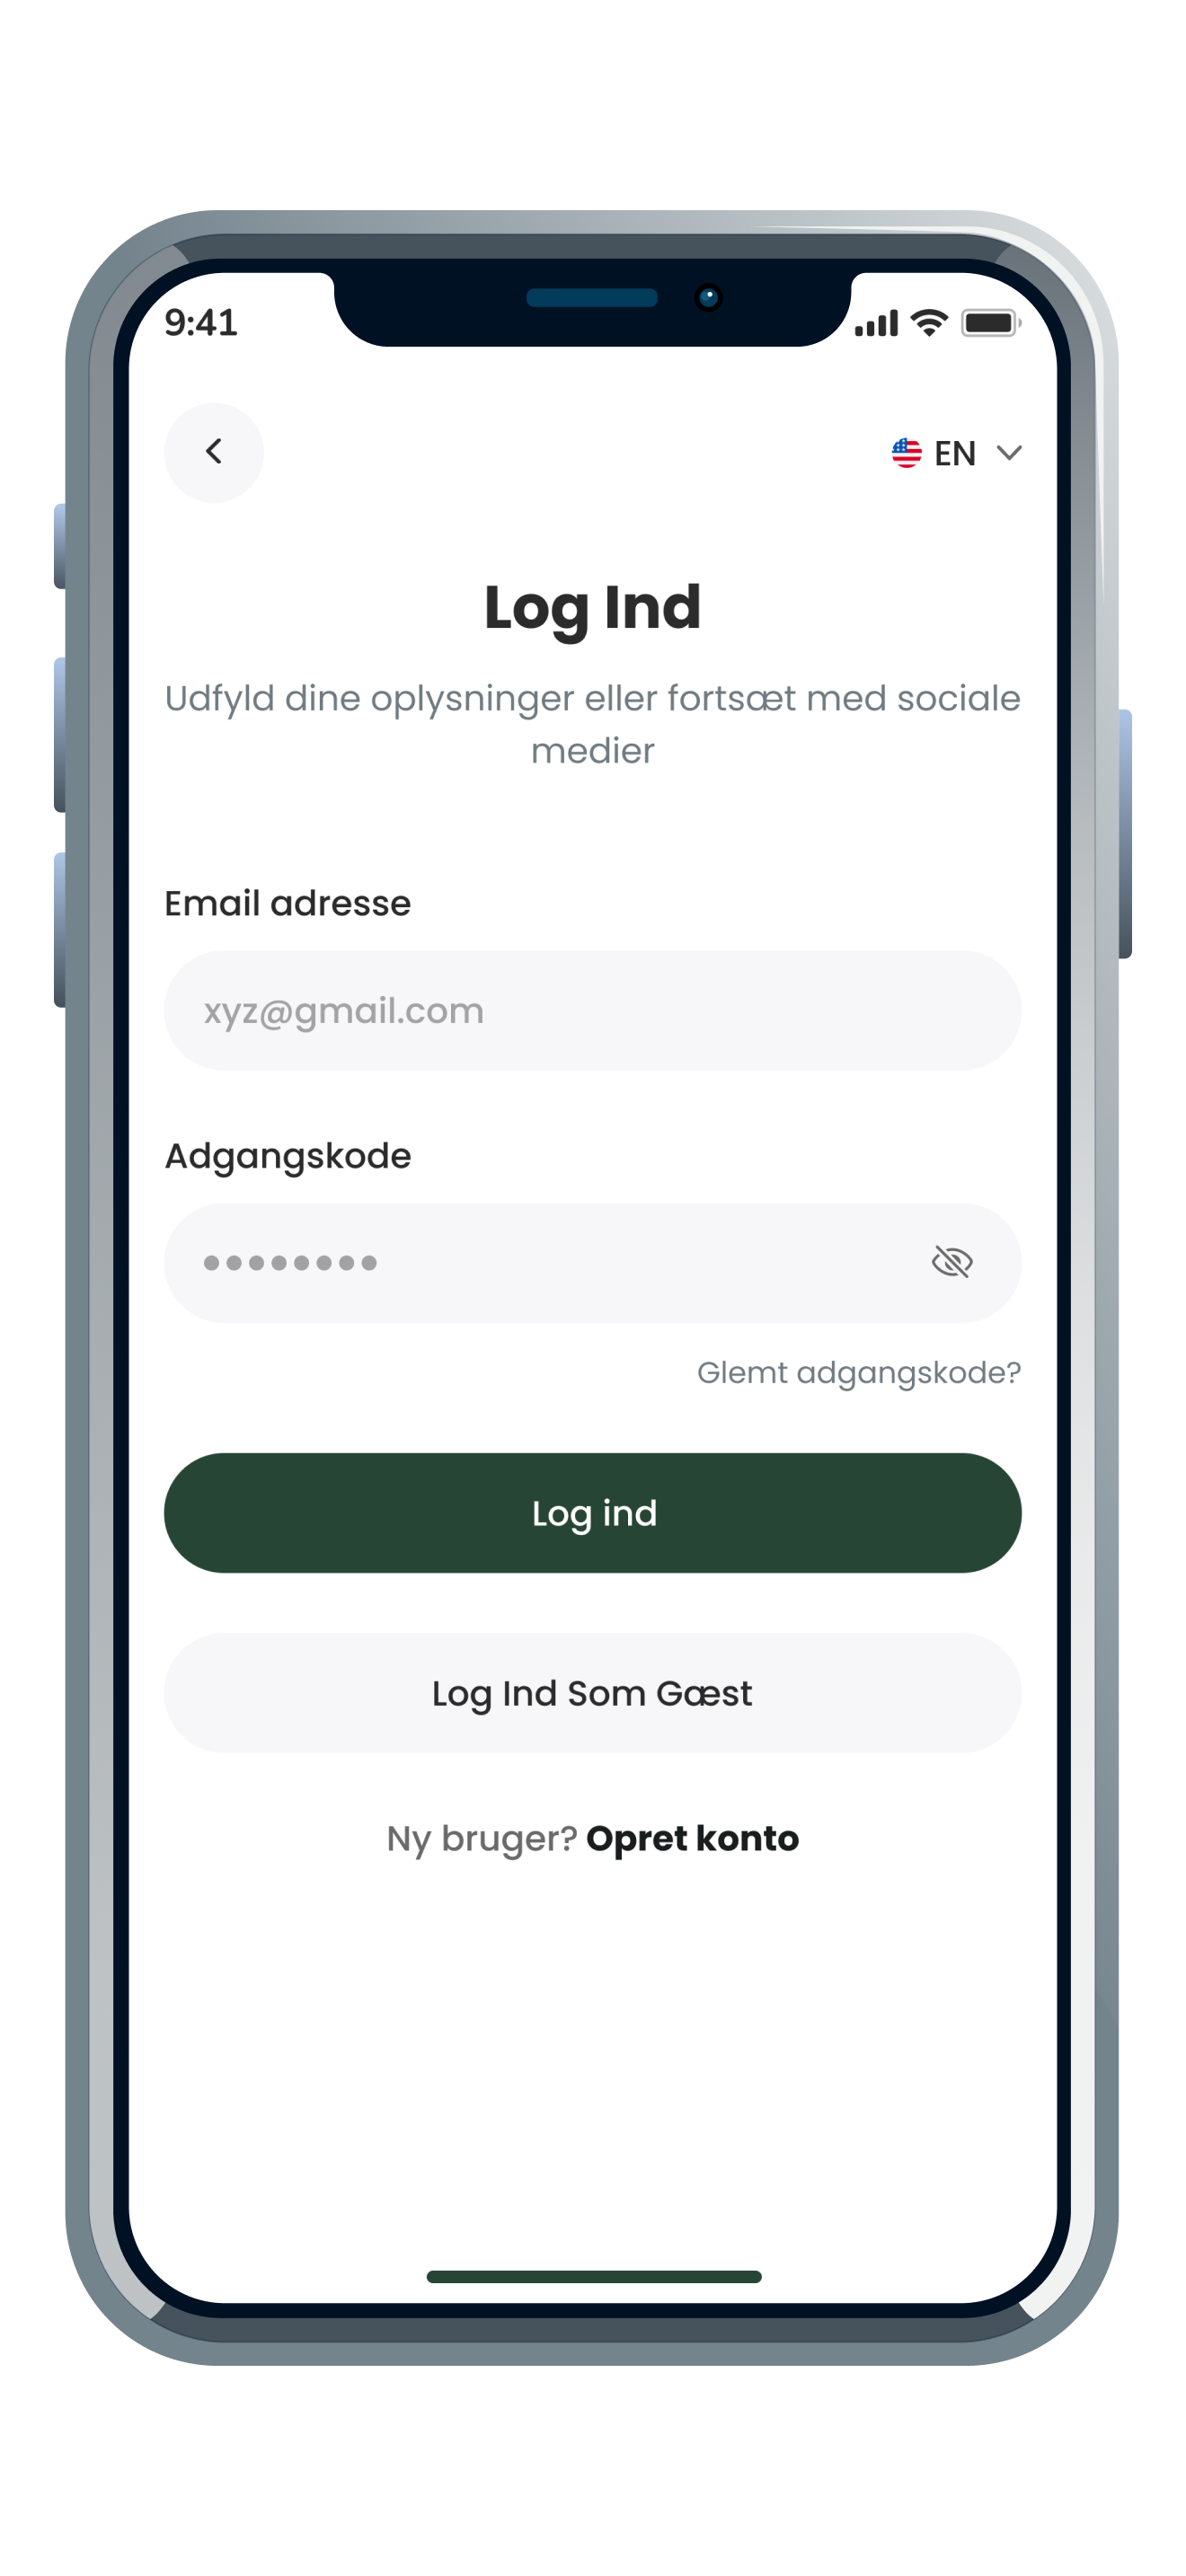 9:41
EN
Log Ind
Udfyld dine oplysninger eller fortsæt med sociale
medier
Email adresse
xyz@gmail.com
Adgangskode
Glemt adgangskode?
Log ind
Log Ind Som Gæst
Ny bruger? Opret konto